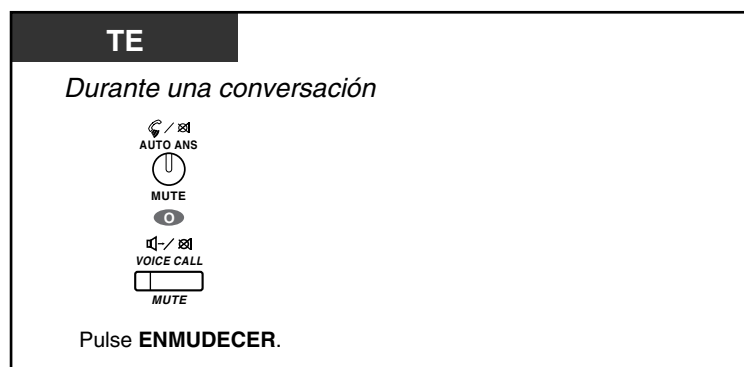 TE
Durante una conversación
AUTO ANS
MUTE
O
VOICE CALL
MUTE
Pulse ENMUDECER.